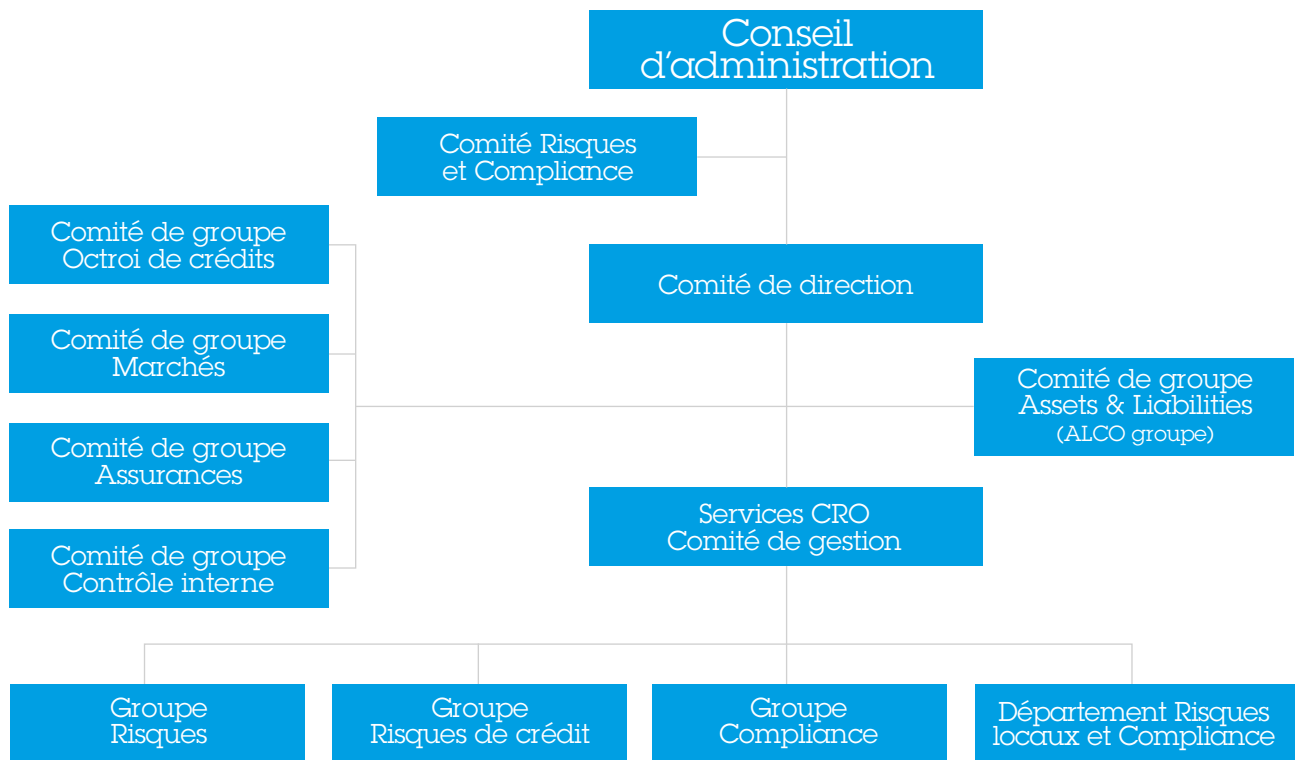 Conseil
d'administration
Comité Risques
et Compliance
Comité de groupe
Octroi de crédits
Comité de direction
Comité de groupe
Marchés
Comité de groupe
Assets & Liabilities
(ALCO groupe)
Comité de groupe
Assurances
Services CRO
Comité de gestion
Comité de groupe
Contrôle interne
Groupe
Risques
Groupe
Risques de crédit
Groupe
Compliance
Département Risques
locaux et Compliance